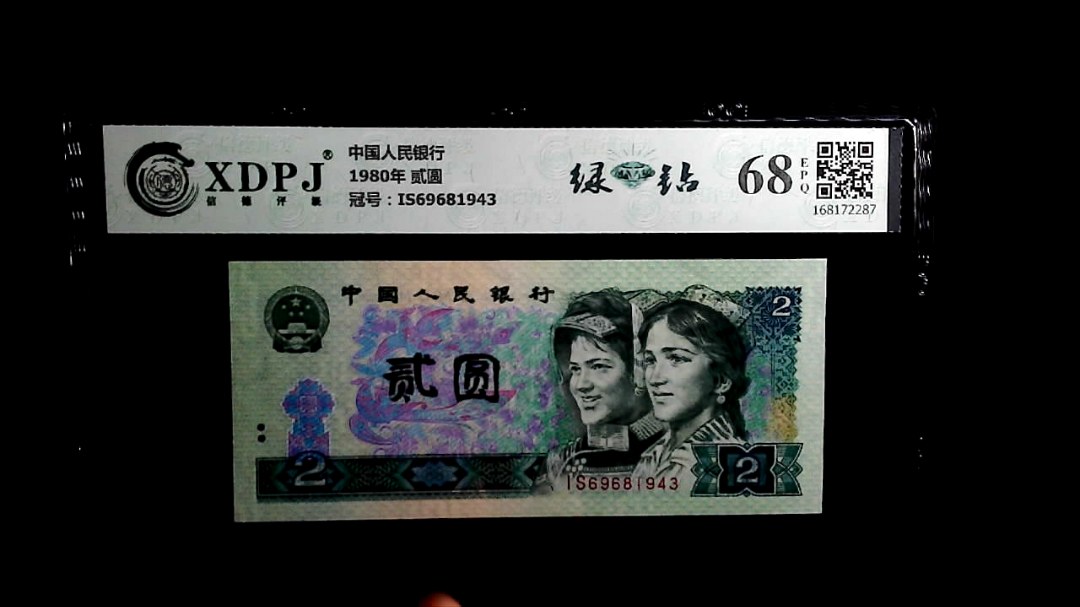 XDPJ®
信德评级
中国人民银行
1980年 贰圆
冠号：IS69681943
绿钻
68
EPQ
168172287
中国人民银行
2
贰圆
2
IS69681943
2